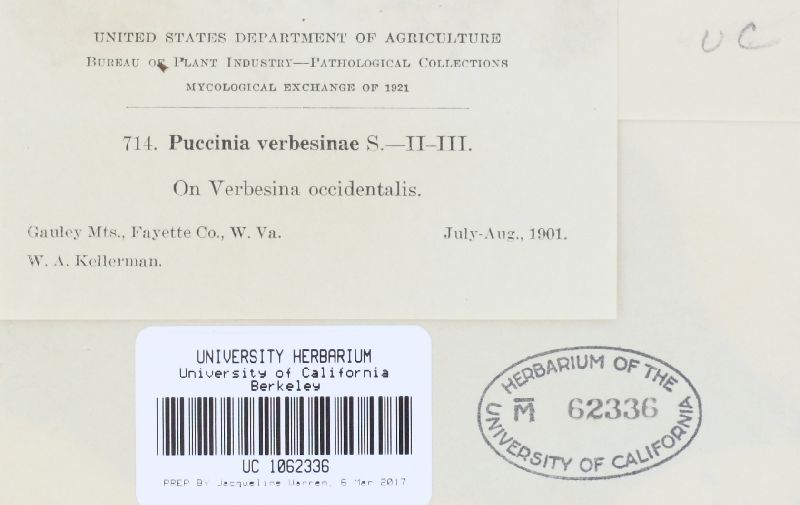 UNITED STATES DEPARTMENT OF AGRICULTURE
BUREAU OF PLANT INDUSTRY—PATHOLOGICAL COLLECTIONS
MYCOLOGICAL EXCHANGE OF 1921
714. Puccinia verbesinae S.—II–III.
On Verbesina occidentalis.
Gauley Mts., Fayette Co., W. Va. July-Aug., 1901.
W. A. Kellerman.
UC
UNIVERSITY HERBARIUM
University of California
Berkeley
UC 1062336
PREP BY Jacqueline Warren, 6 Mar 2017
HERBARIUM OF THE
M 62336
UNIVERSITY OF CALIFORNIA